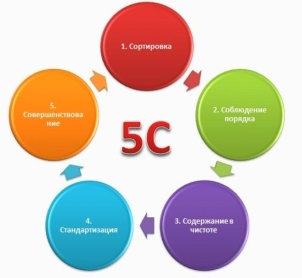 1. Сортировка
2. Соблюдение
порядка
3. Содержание в
чистоте
4.
Стандартизация
5.
Совершенствова
ние
5С